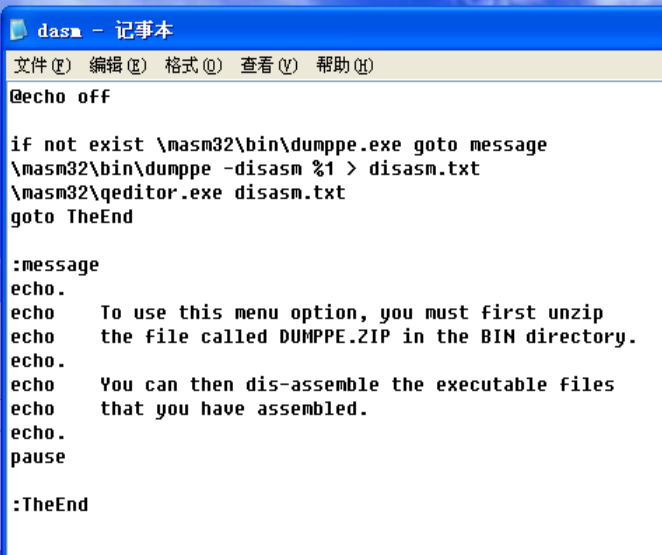 dasm - 记事本
文件(F) 编辑(E) 格式(O) 查看(V) 帮助(H)
@echo off
if not exist \masm32\bin\dumppe.exe goto message
\masm32\bin\dumppe -disasm %1 > disasm.txt
\masm32\qeditor.exe disasm.txt
goto TheEnd
:message
echo.
echo    To use this menu option, you must first unzip
echo    the file called DUMPPE.ZIP in the BIN directory.
echo.
echo    You can then dis-assemble the executable files
echo    that you have assembled.
echo.
pause
:TheEnd